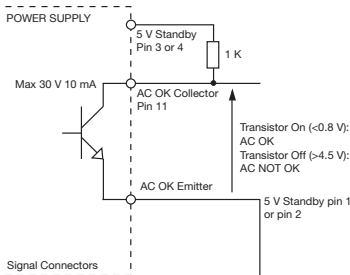 POWER SUPPLY
5 V Standby
Pin 3 or 4
1 K
Max 30 V 10 mA
AC OK Collector
Pin 11
Transistor On (<0.8 V):
AC OK
Transistor Off (>4.5 V):
AC NOT OK
AC OK Emitter
5 V Standby pin 1
or pin 2
Signal Connectors